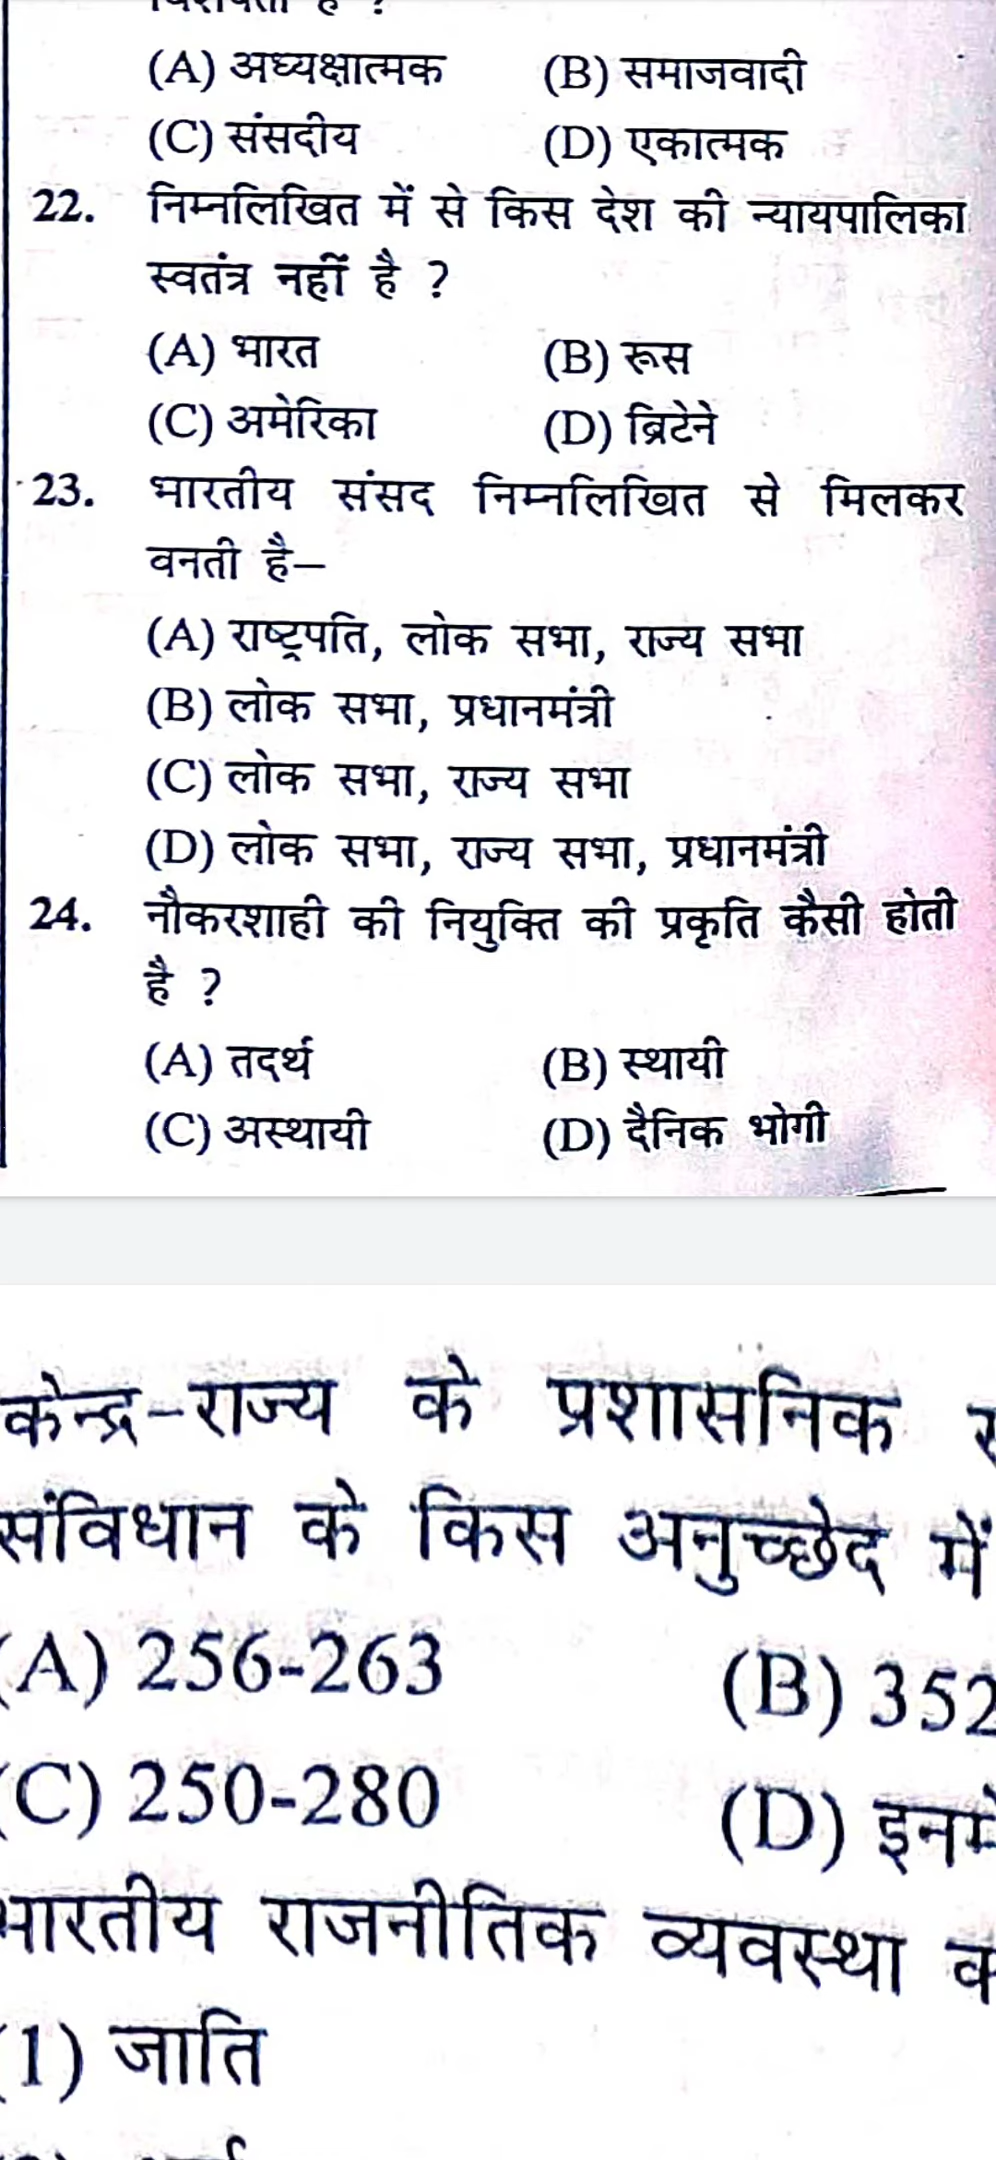 (A) अध्यक्षात्मक (B) समाजवादी
(C) संसदीय (D) एकात्मक
22. निम्नलिखित में से किस देश की न्यायपालिका
स्वतंत्र नहीं है ?
(A) भारत (B) रूस
(C) अमेरिका (D) ब्रिटेने
23. भारतीय संसद निम्नलिखित से मिलकर
वनती है–
(A) राष्ट्रपति, लोक सभा, राज्य सभा
(B) लोक सभा, प्रधानमंत्री
(C) लोक सभा, राज्य सभा
(D) लोक सभा, राज्य सभा, प्रधानमंत्री
24. नौकरशाही की नियुक्ति की प्रकृति कैसी होती
है ?
(A) तदर्थ (B) स्थायी
(C) अस्थायी (D) दैनिक भोगी
केन्द्र–राज्य के प्रशासनिक
संविधान के किस अनुच्छेद में
(A) 256-263 (B) 352
(C) 250-280 (D)
भारतीय राजनीतिक व्यवस्था
(1) जाति